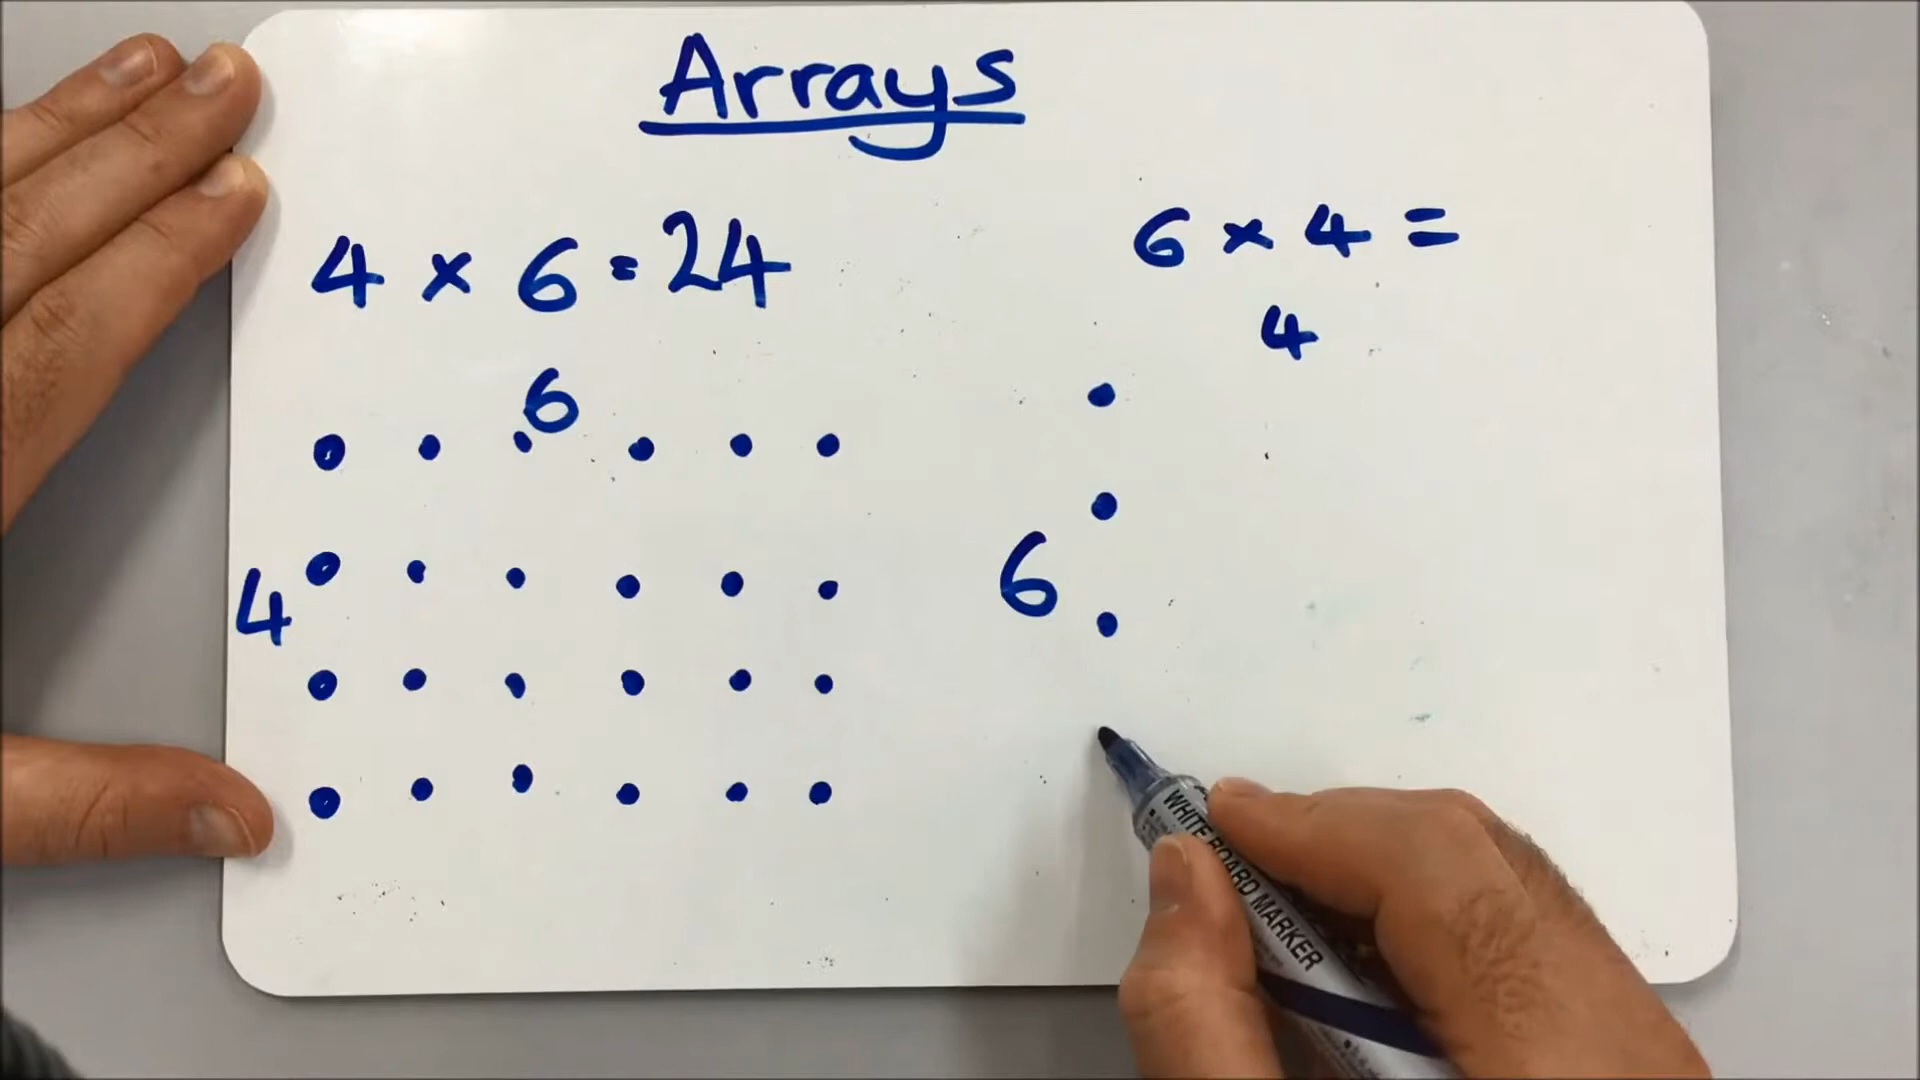 Arrays
4 × 6 = 24
6
4
6 × 4 =
4
6
WHITE BOARD MARKER